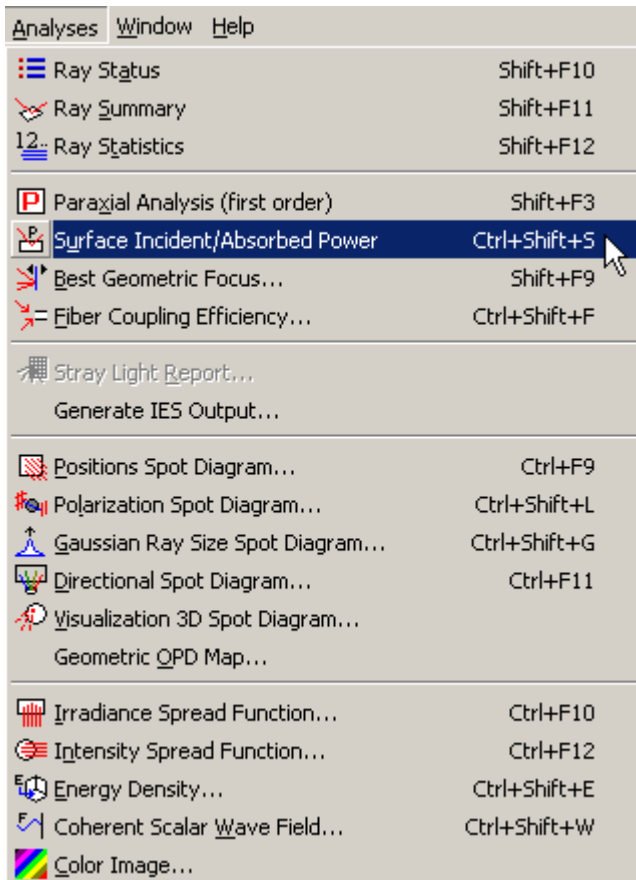 Analyses Window Help
Ray Status Shift+F10
Ray Summary Shift+F11
12.. Ray Statistics Shift+F12
P Paraxial Analysis (first order) Shift+F3
P Surface Incident/Absorbed Power Ctrl+Shift+S
Best Geometric Focus... Shift+F9
Fiber Coupling Efficiency... Ctrl+Shift+F
Stray Light Report...
Generate IES Output...
Positions Spot Diagram... Ctrl+F9
Polarization Spot Diagram... Ctrl+Shift+L
Gaussian Ray Size Spot Diagram... Ctrl+Shift+G
Directional Spot Diagram... Ctrl+F11
Visualization 3D Spot Diagram...
Geometric OPD Map...
Irradiance Spread Function... Ctrl+F10
Intensity Spread Function... Ctrl+F12
E Energy Density... Ctrl+Shift+E
F Coherent Scalar Wave Field... Ctrl+Shift+W
Color Image...